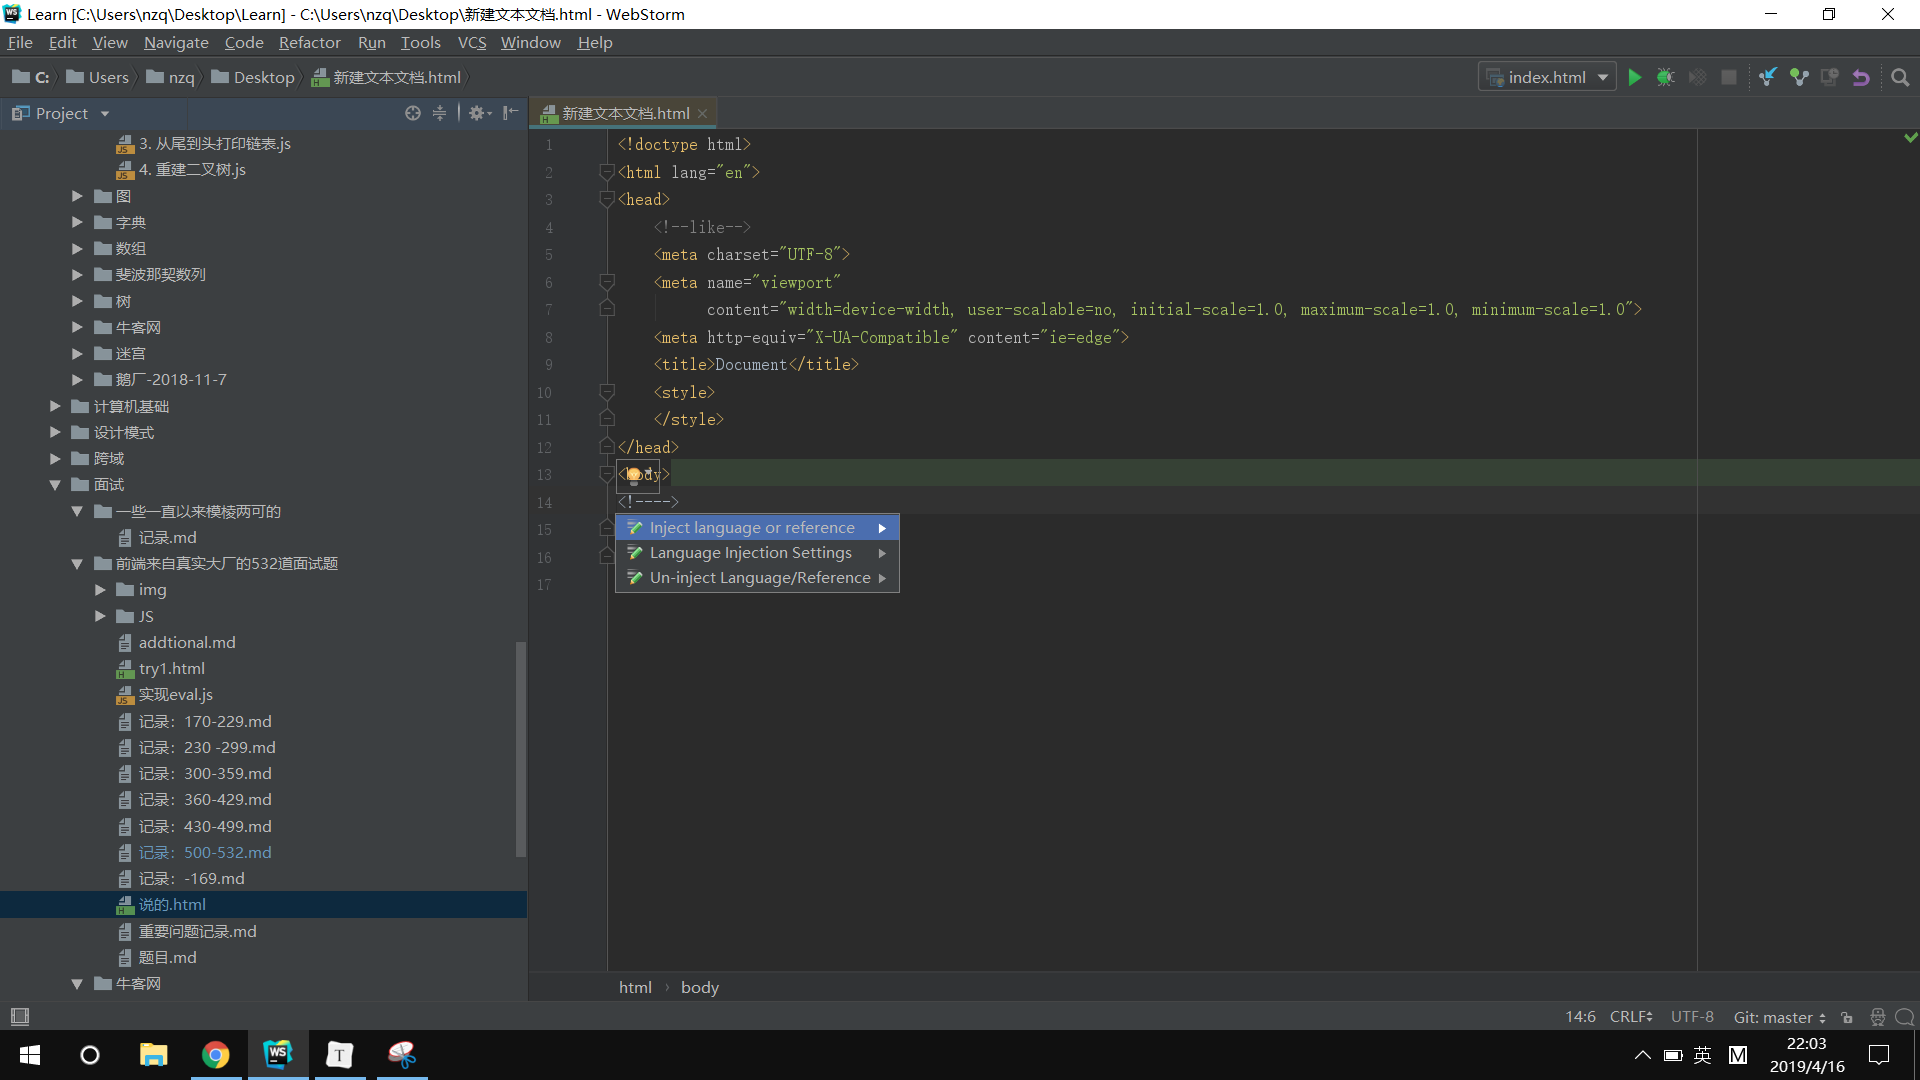 Learn [C:\Users\nzq\Desktop\Learn] - C:\Users\nzq\Desktop\新建文本文档.html - WebStorm
File Edit View Navigate Code Refactor Run Tools VCS Window Help
C: Users nzq Desktop 新建文本文档.html index.html
Project
新建文本文档.html
3. 从尾到头打印链表.js
4. 重建二叉树.js
图
字典
数组
斐波那契数列
树
牛客网
迷宫
鹅厂-2018-11-7
计算机基础
设计模式
跨域
面试
一些一直以来模棱两可的
记录.md
前端来自真实大厂的532道面试题
img
JS
addtional.md
try1.html
实现eval.js
记录：170-229.md
记录：230 -299.md
记录：300-359.md
记录：360-429.md
记录：430-499.md
记录：500-532.md
记录：-169.md
说的.html
重要问题记录.md
题目.md
牛客网
1 <!doctype html>
2 <html lang="en">
3 <head>
4 <!--like-->
5 <meta charset="UTF-8">
6 <meta name="viewport"
7 content="width=device-width, user-scalable=no, initial-scale=1.0, maximum-scale=1.0, minimum-scale=1.0">
8 <meta http-equiv="X-UA-Compatible" content="ie=edge">
9 <title>Document</title>
10 <style>
11 </style>
12 </head>
13 <body>
14 <!---->
15
16
17
Inject language or reference
Language Injection Settings
Un-inject Language/Reference
html › body
14:6 CRLF UTF-8 Git: master
WS
T
英 M
22:03
2019/4/16